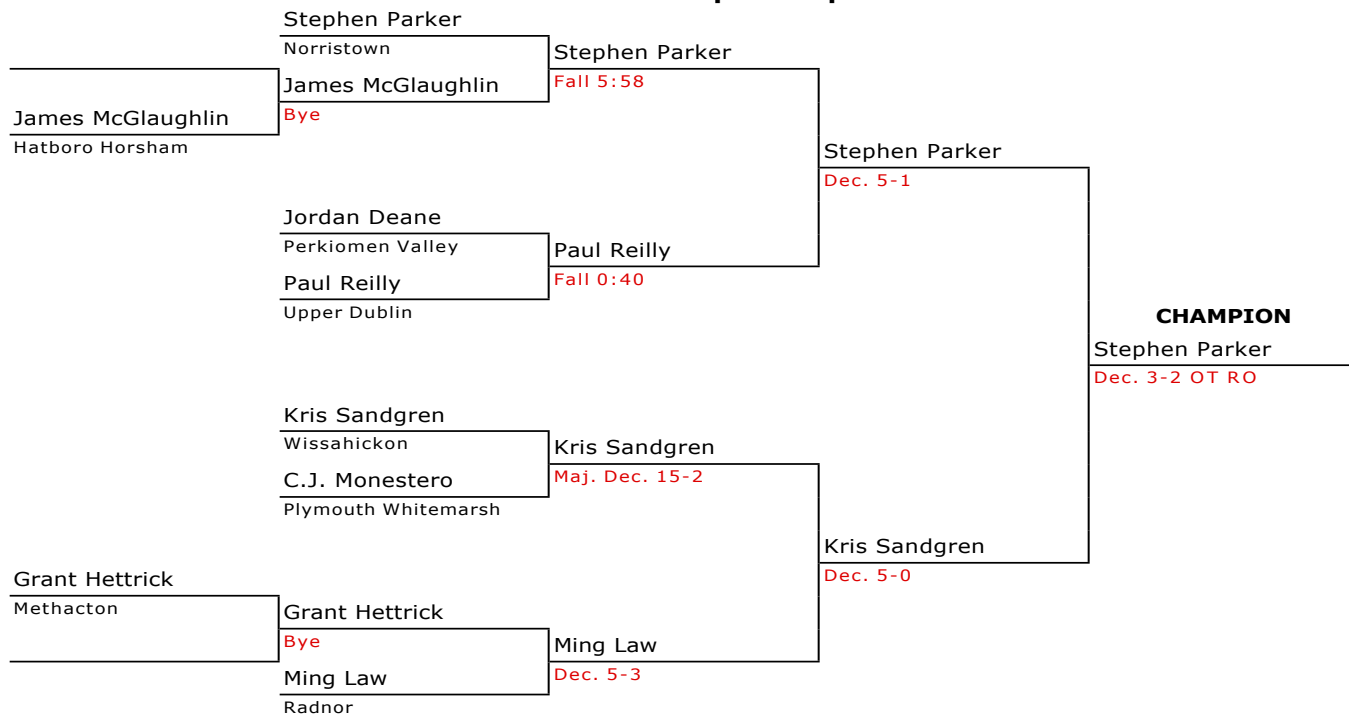 Stephen Parker
Norristown
Stephen Parker
Fall 5:58
James McGlaughlin
Bye
James McGlaughlin
Hatboro Horsham
Stephen Parker
Dec. 5-1
Jordan Deane
Perkiomen Valley
Paul Reilly
Fall 0:40
Paul Reilly
Upper Dublin
CHAMPION
Stephen Parker
Dec. 3-2 OT RO
Kris Sandgren
Wissahickon
Kris Sandgren
Maj. Dec. 15-2
C.J. Monestero
Plymouth Whitemarsh
Kris Sandgren
Dec. 5-0
Grant Hettrick
Methacton
Grant Hettrick
Bye
Ming Law
Dec. 5-3
Ming Law
Radnor